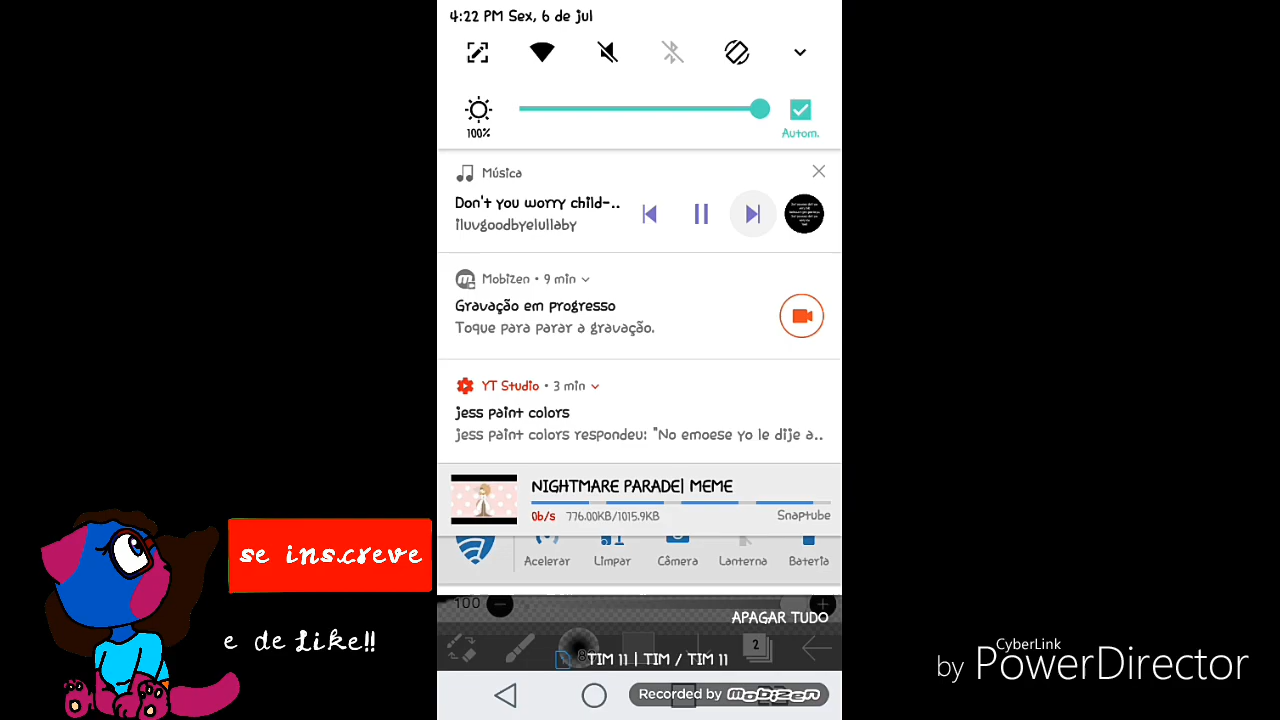 4:22 PM Sex, 6 de jul
100%
Autom.
Música
Don't you worry child-..
iluvgoodbyelullaby
Mobizen • 9 min
Gravação em progresso
Toque para parar a gravação.
YT Studio • 3 min
jess paint colors
jess paint colors respondeu: "No emoese yo le dije a..
NIGHTMARE PARADE| MEME
0b/s 776.00KB/1015.9KB Snaptube
Acelerar Limpar Câmera Lanterna Bateria
100
APAGAR TUDO
2
TIM 11 | TIM / TIM 11
Recorded by mobizen
se inscreve
e de Like!!
CyberLink
by PowerDirector